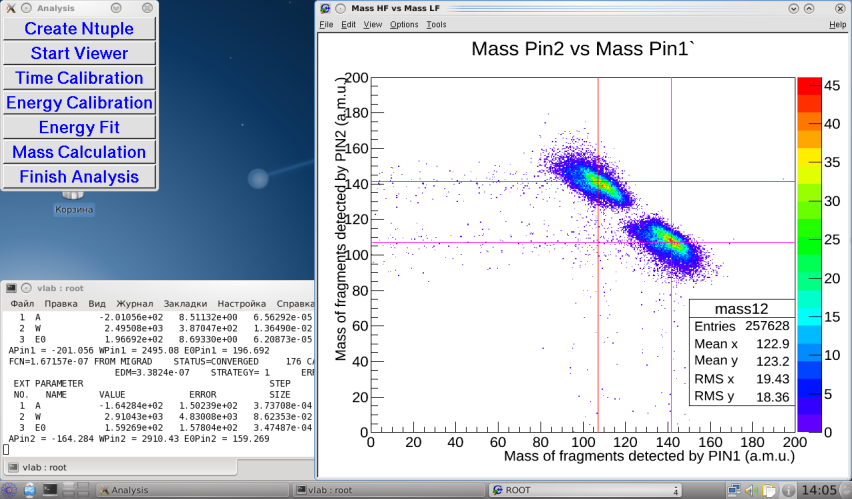 Analysis
Create Ntuple
Start Viewer
Time Calibration
Energy Calibration
Energy Fit
Mass Calculation
Finish Analysis
Корзина
Mass HF vs Mass LF
File Edit View Options Tools Help
Mass Pin2 vs Mass Pin1`
Mass of fragments detected by PIN2 (a.m.u.)
200
180
160
140
120
100
80
60
40
20
0
0 20 40 60 80 100 120 140 160 180 200
Mass of fragments detected by PIN1 (a.m.u.)
45
40
35
30
25
20
15
10
5
0
mass12
Entries 257628
Mean x 122.9
Mean y 123.2
RMS x 19.43
RMS y 18.36
vlab : root
Файл Правка Вид Журнал Закладки Настройка Справка
1 A -2.01056e+02 8.51132e+00 6.56292e-05
2 W 2.49508e+03 3.87047e+02 1.36490e-02
3 E0 1.96692e+02 8.69330e+00 6.20873e-05
APin1 = -201.056 WPin1 = 2495.08 E0Pin1 = 196.692
FCN=1.67157e-07 FROM MIGRAD STATUS=CONVERGED 176 CA
EDM=3.3824e-07 STRATEGY= 1 ERR
EXT PARAMETER STEP
NO. NAME VALUE ERROR SIZE
1 A -1.64284e+02 1.50239e+02 3.73708e-04
2 W 2.91043e+03 4.83008e+03 8.62353e-02
3 E0 1.59269e+02 1.57804e+02 3.47487e-04
APin2 = -164.284 WPin2 = 2910.43 E0Pin2 = 159.269
vlab : root
Analysis
vlab : root
ROOT
4
14:05